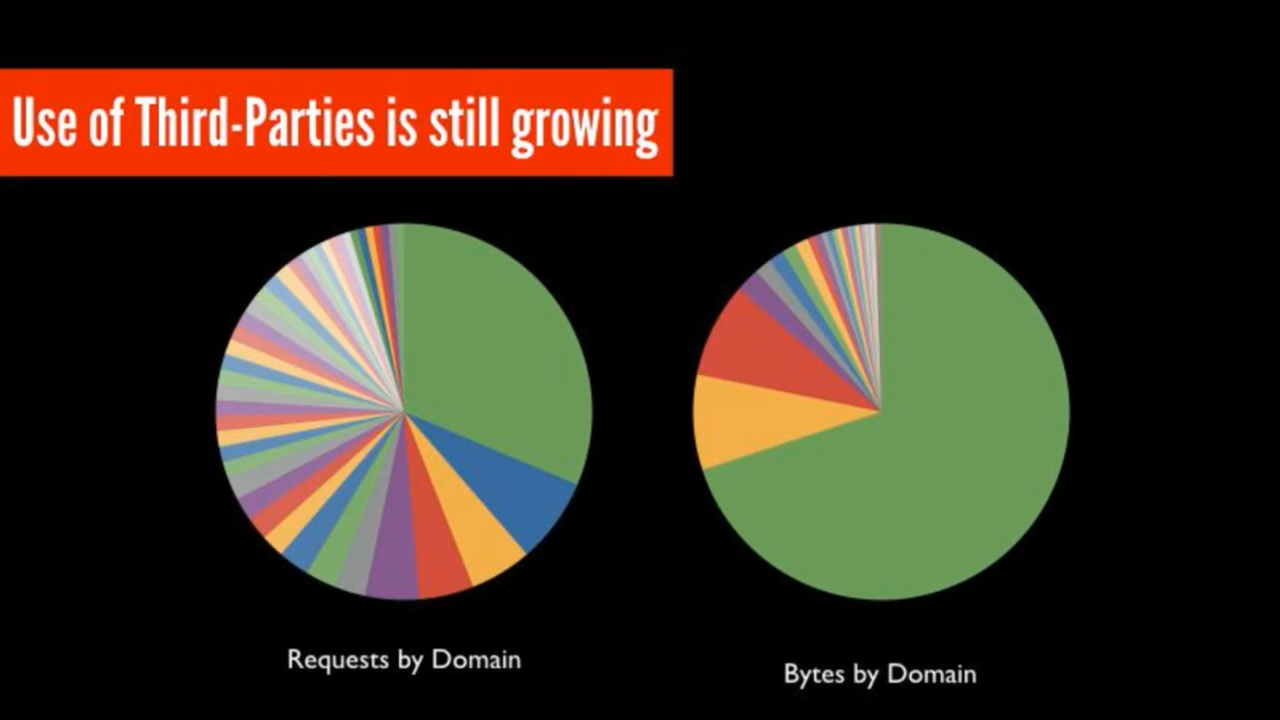 Use of Third-Parties is still growing
Requests by Domain
Bytes by Domain